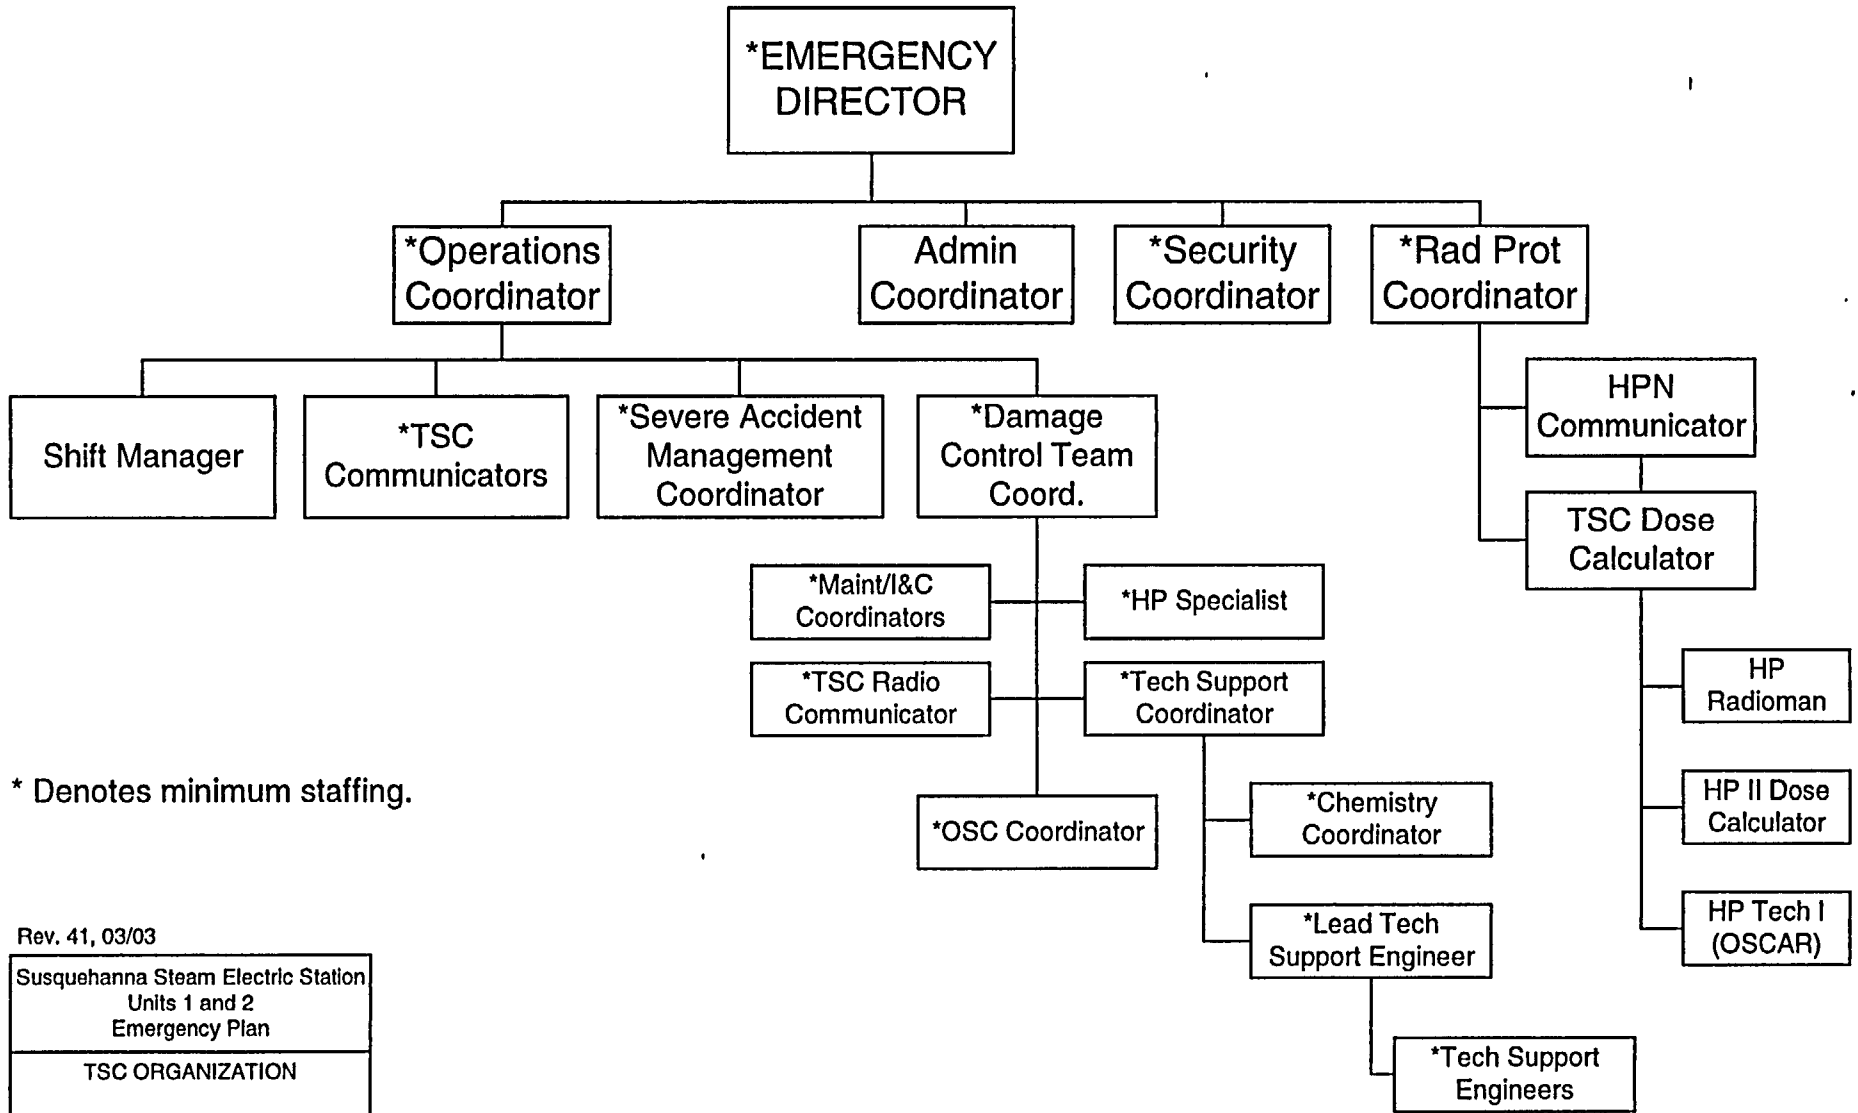 *EMERGENCY
DIRECTOR
*Operations
Coordinator
Admin
Coordinator
*Security
Coordinator
*Rad Prot
Coordinator
Shift Manager
*TSC
Communicators
*Severe Accident
Management
Coordinator
*Damage
Control Team
Coord.
HPN
Communicator
TSC Dose
Calculator
*Maint/I&C
Coordinators
*HP Specialist
*TSC Radio
Communicator
*Tech Support
Coordinator
HP
Radioman
* Denotes minimum staffing.
*OSC Coordinator
*Chemistry
Coordinator
HP II Dose
Calculator
*Lead Tech
Support Engineer
HP Tech I
(OSCAR)
*Tech Support
Engineers
Rev. 41, 03/03
Susquehanna Steam Electric Station
Units 1 and 2
Emergency Plan
TSC ORGANIZATION